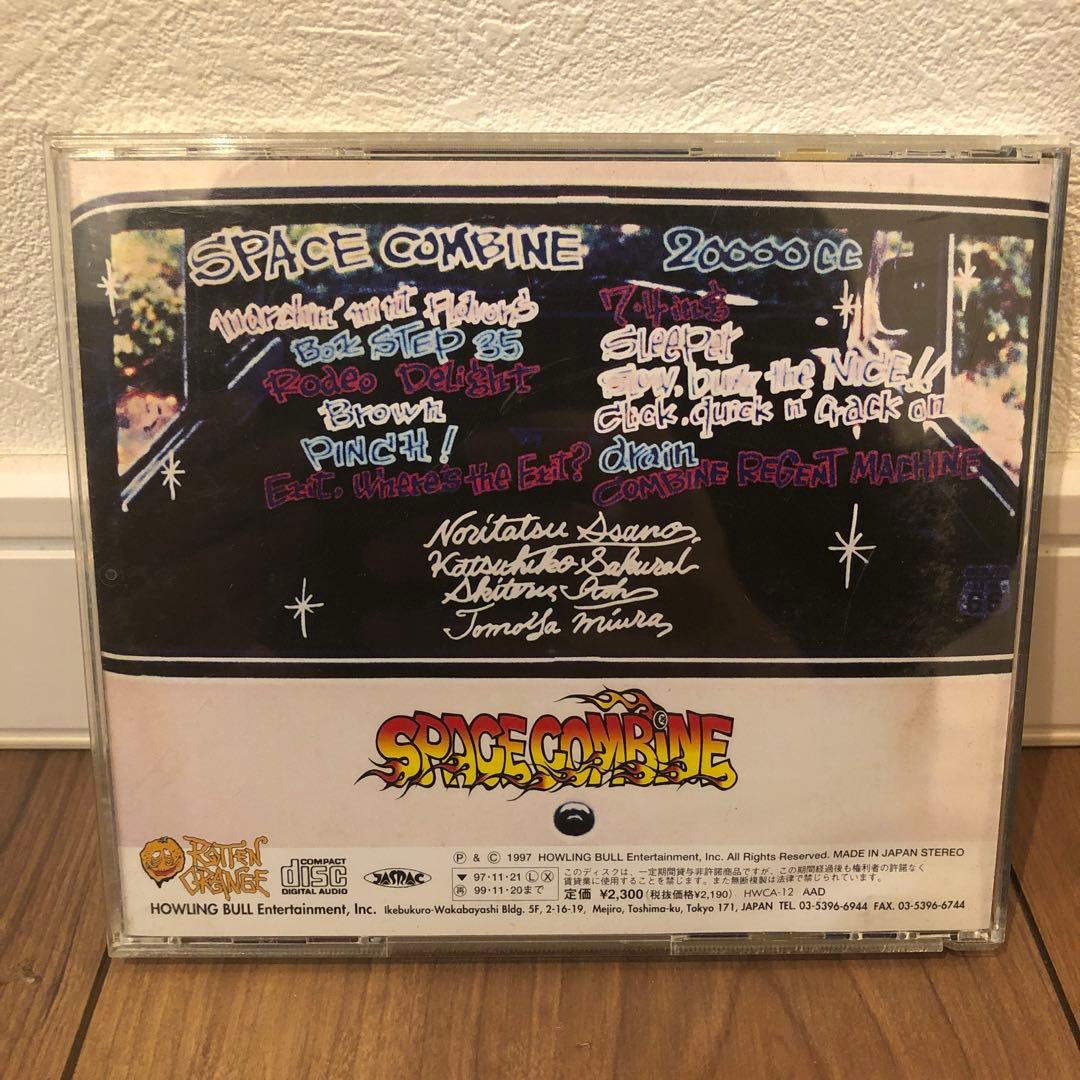 SPACE COMBINE
20000cc
marchin' mint flavors
BOX STEP 35
Rodeo Delight
Brown
PINCH!
Exit. Where's the Exit?
7.4ing
Sleeper
Slow, burn the NICE!!
Click. quick n crack on
drain
COMBINE REGENT MACHINE
Noritatsu Asano
Katsuhiko Sakurai
Akiteru Itoh
Tomoya Miura
SPACE COMBINE
ROTTEN ORANGE
COMPACT
disc
DIGITAL AUDIO
JASRAC
Ⓟ & Ⓒ 1997 HOWLING BULL Entertainment, Inc. All Rights Reserved. MADE IN JAPAN STEREO
▼ 97・11・21 Ⓛ Ⓧ
再 99・11・20まで
このディスクは、一定期間貸与非許諾商品ですが、この期間経過後も権利者の許諾なく
賃貸業に使用することを禁じます。また無断複製は法律で禁じられています。
定価 ¥2,300(税抜価格¥2,190) HWCA-12 AAD
HOWLING BULL Entertainment, Inc. Ikebukuro-Wakabayashi Bldg. 5F, 2-16-19, Mejiro, Toshima-ku, Tokyo 171, JAPAN TEL. 03-5396-6944 FAX. 03-5396-6744